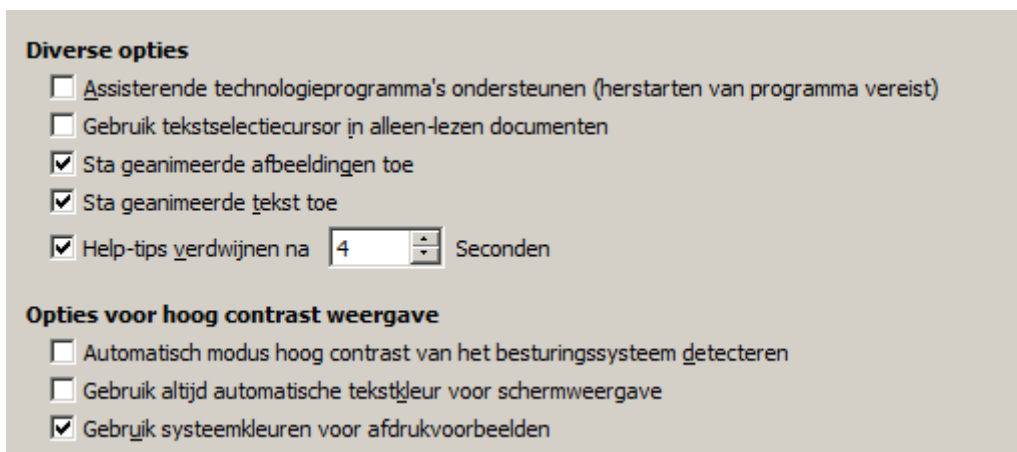 Diverse opties
Assisterende technologieprogramma's ondersteunen (herstarten van programma vereist)
Gebruik tekstselectiecursor in alleen-lezen documenten
Sta geanimeerde afbeeldingen toe
Sta geanimeerde tekst toe
Help-tips verdwijnen na 4 Seconden
Opties voor hoog contrast weergave
Automatisch modus hoog contrast van het besturingssysteem detecteren
Gebruik altijd automatische tekstkleur voor schermweergave
Gebruik systeemkleuren voor afdrukvoorbeelden